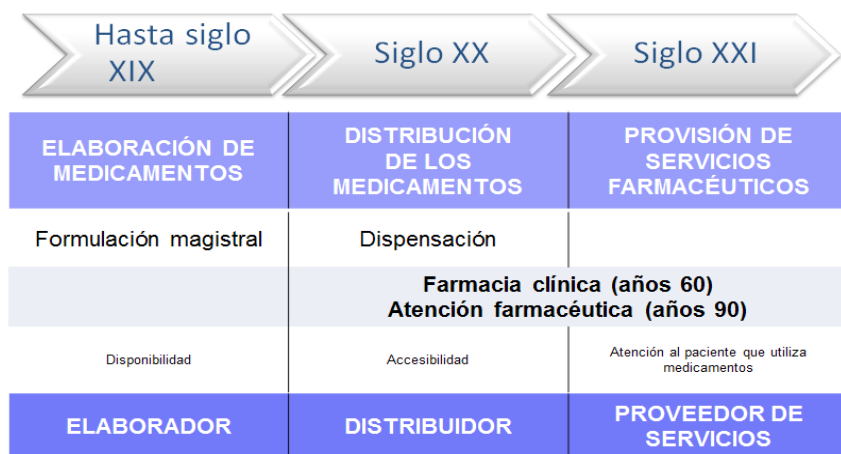 Hasta siglo
XIX
Siglo XX
Siglo XXI
ELABORACIÓN DE
MEDICAMENTOS
DISTRIBUCIÓN
DE LOS
MEDICAMENTOS
PROVISIÓN DE
SERVICIOS
FARMACÉUTICOS
Formulación magistral
Dispensación
Farmacia clínica (años 60)
Atención farmacéutica (años 90)
Disponibilidad
Accesibilidad
Atención al paciente que utiliza
medicamentos
ELABORADOR
DISTRIBUIDOR
PROVEEDOR DE
SERVICIOS